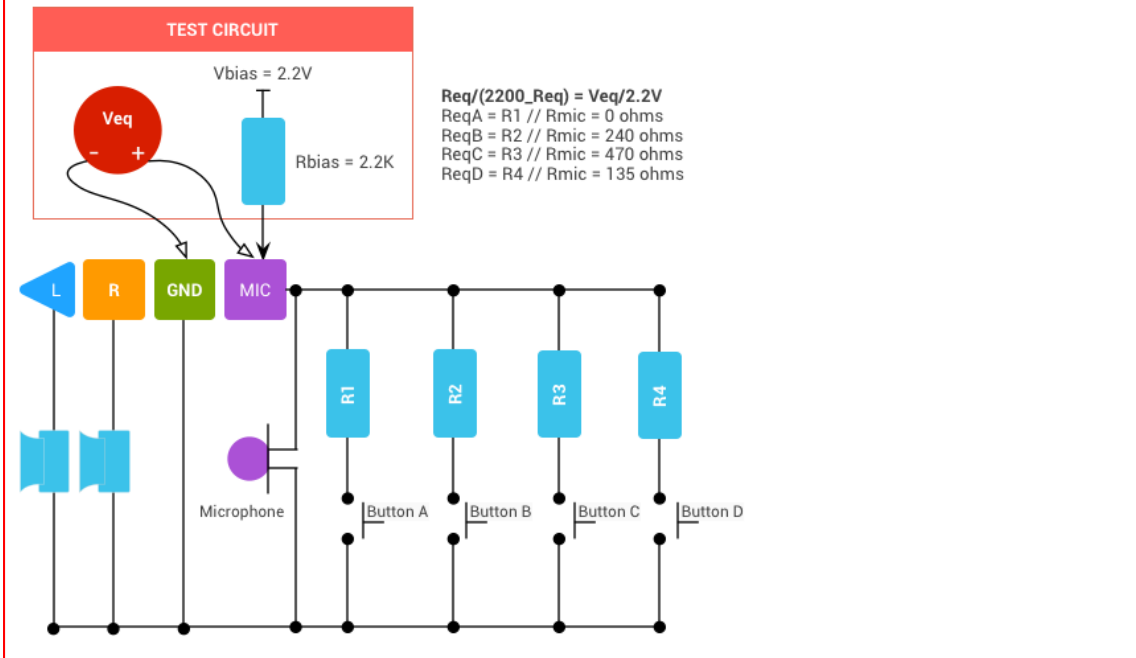 TEST CIRCUIT
Vbias = 2.2V
Veq
- +
Rbias = 2.2K
Req/(2200_Req) = Veq/2.2V
ReqA = R1 // Rmic = 0 ohms
ReqB = R2 // Rmic = 240 ohms
ReqC = R3 // Rmic = 470 ohms
ReqD = R4 // Rmic = 135 ohms
L R GND MIC
R1 R2 R3 R4
Microphone Button A Button B Button C Button D